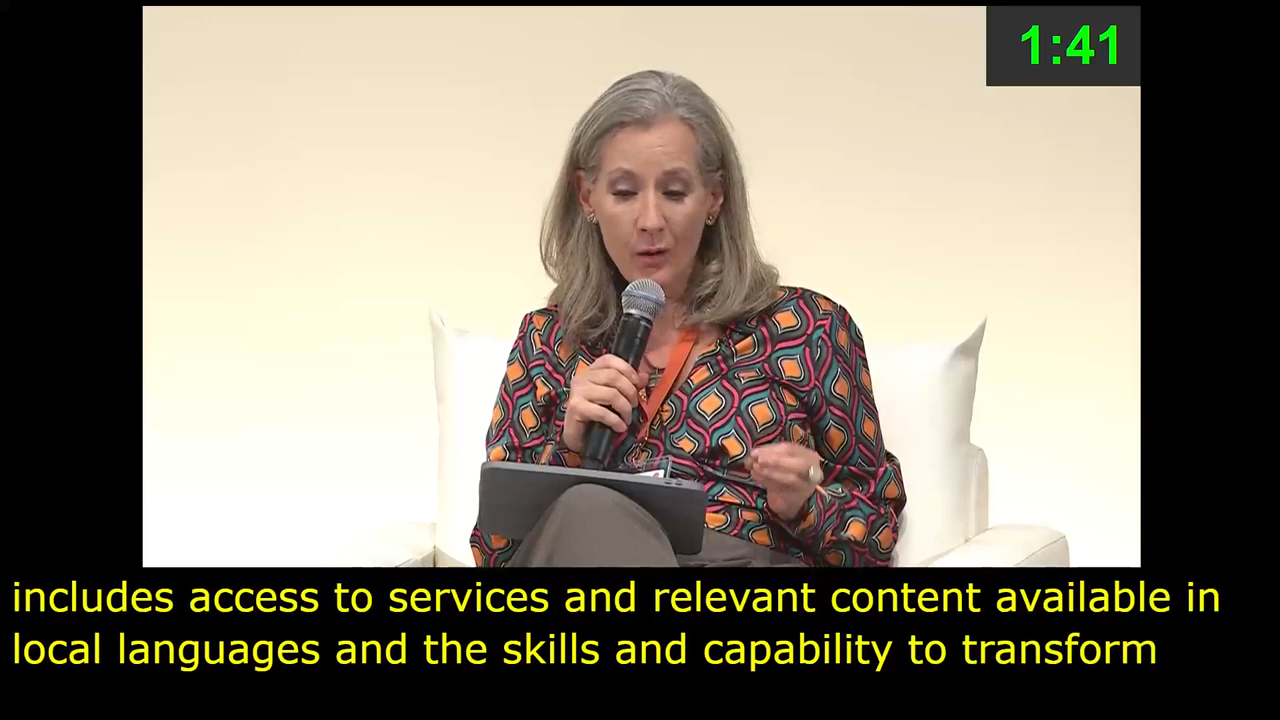 1:41
includes access to services and relevant content available in
local languages and the skills and capability to transform